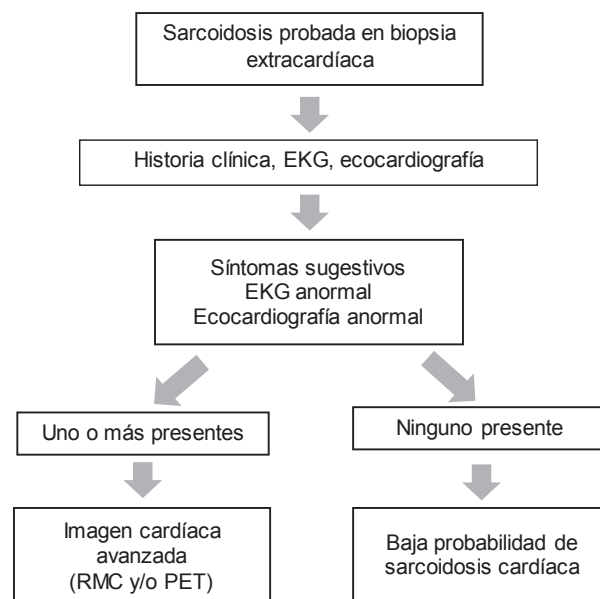 Sarcoidosis probada en biopsia
extracardíaca
Historia clínica, EKG, ecocardiografía
Síntomas sugestivos
EKG anormal
Ecocardiografía anormal
Uno o más presentes
Ninguno presente
Imagen cardíaca
avanzada
(RMC y/o PET)
Baja probabilidad de
sarcoidosis cardíaca